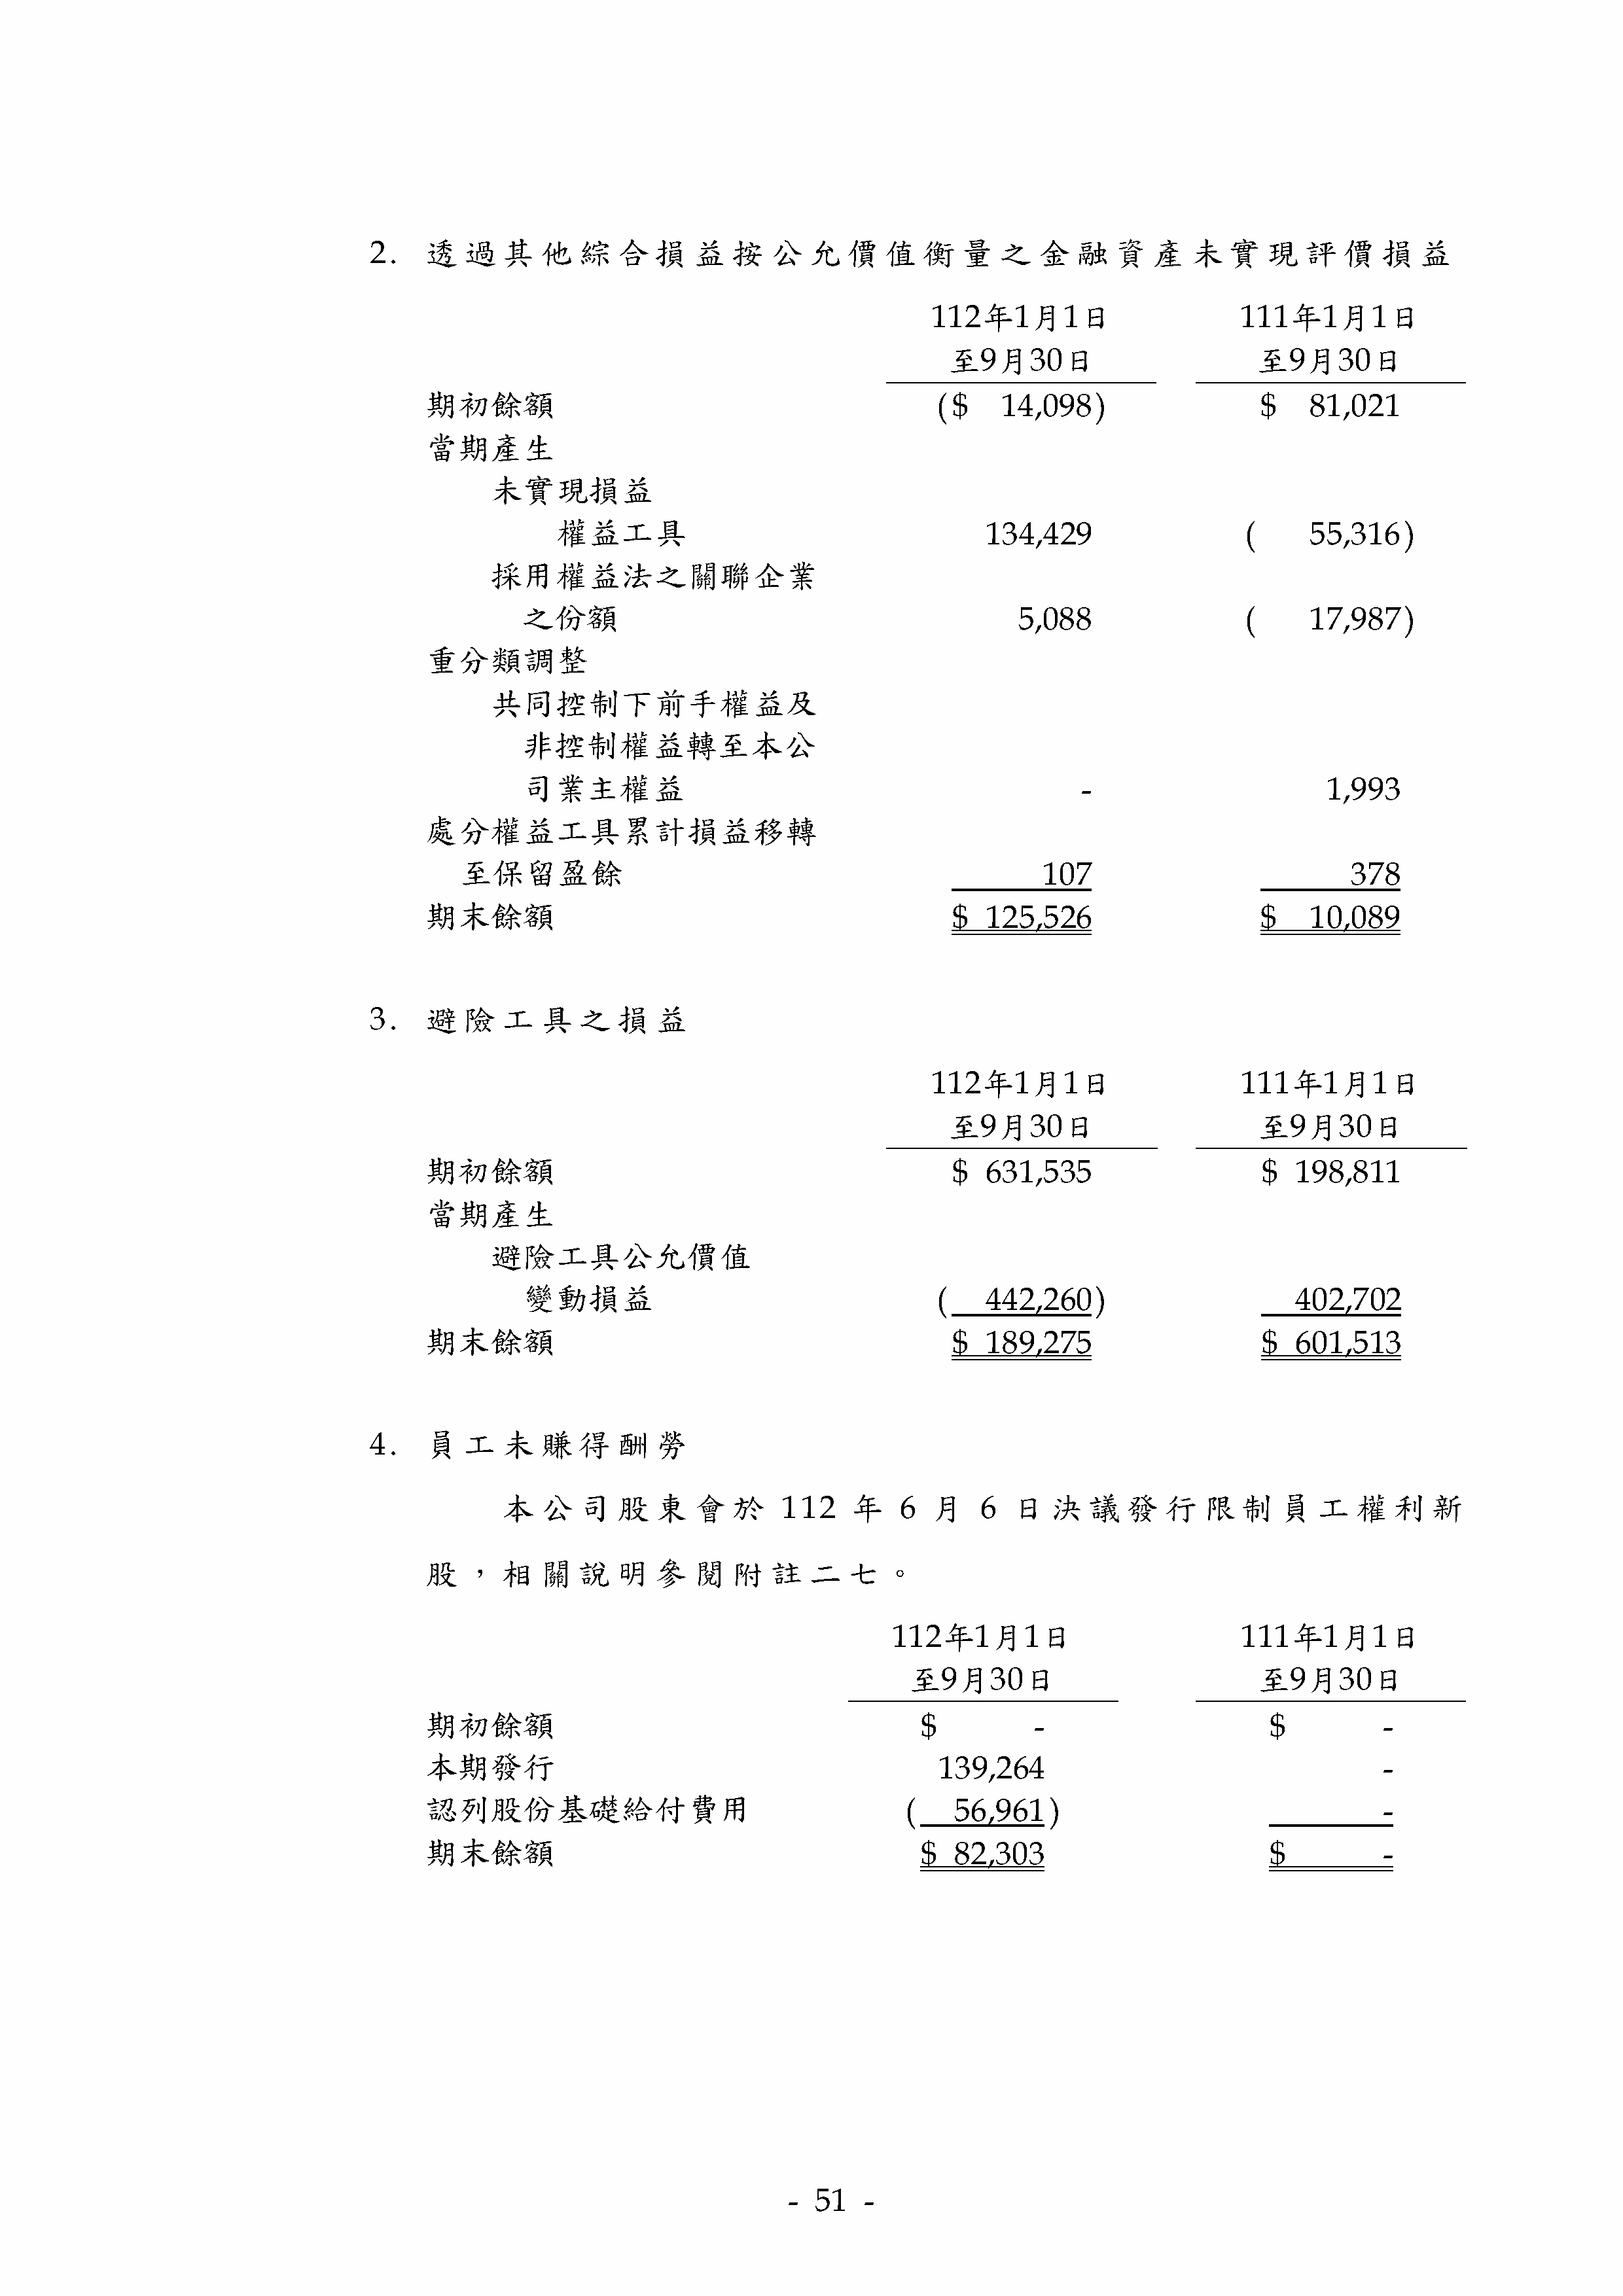 2. 透過其他綜合損益按公允價值衡量之金融資產未實現評價損益
112年1月1日 111年1月1日
至9月30日 至9月30日
期初餘額 ($ 14,098) $ 81,021
當期產生
未實現損益
權益工具 134,429 ( 55,316)
採用權益法之關聯企業
之份額 5,088 ( 17,987)
重分類調整
共同控制下前手權益及
非控制權益轉至本公
司業主權益 - 1,993
處分權益工具累計損益移轉
至保留盈餘 107 378
期末餘額 $ 125,526 $ 10,089
3. 避險工具之損益
112年1月1日 111年1月1日
至9月30日 至9月30日
期初餘額 $ 631,535 $ 198,811
當期產生
避險工具公允價值
變動損益 ( 442,260) 402,702
期末餘額 $ 189,275 $ 601,513
4. 員工未賺得酬勞
本公司股東會於 112 年 6 月 6 日決議發行限制員工權利新
股，相關說明參閱附註二七。
112年1月1日 111年1月1日
至9月30日 至9月30日
期初餘額 $ - $ -
本期發行 139,264 -
認列股份基礎給付費用 ( 56,961) -
期末餘額 $ 82,303 $ -
- 51 -